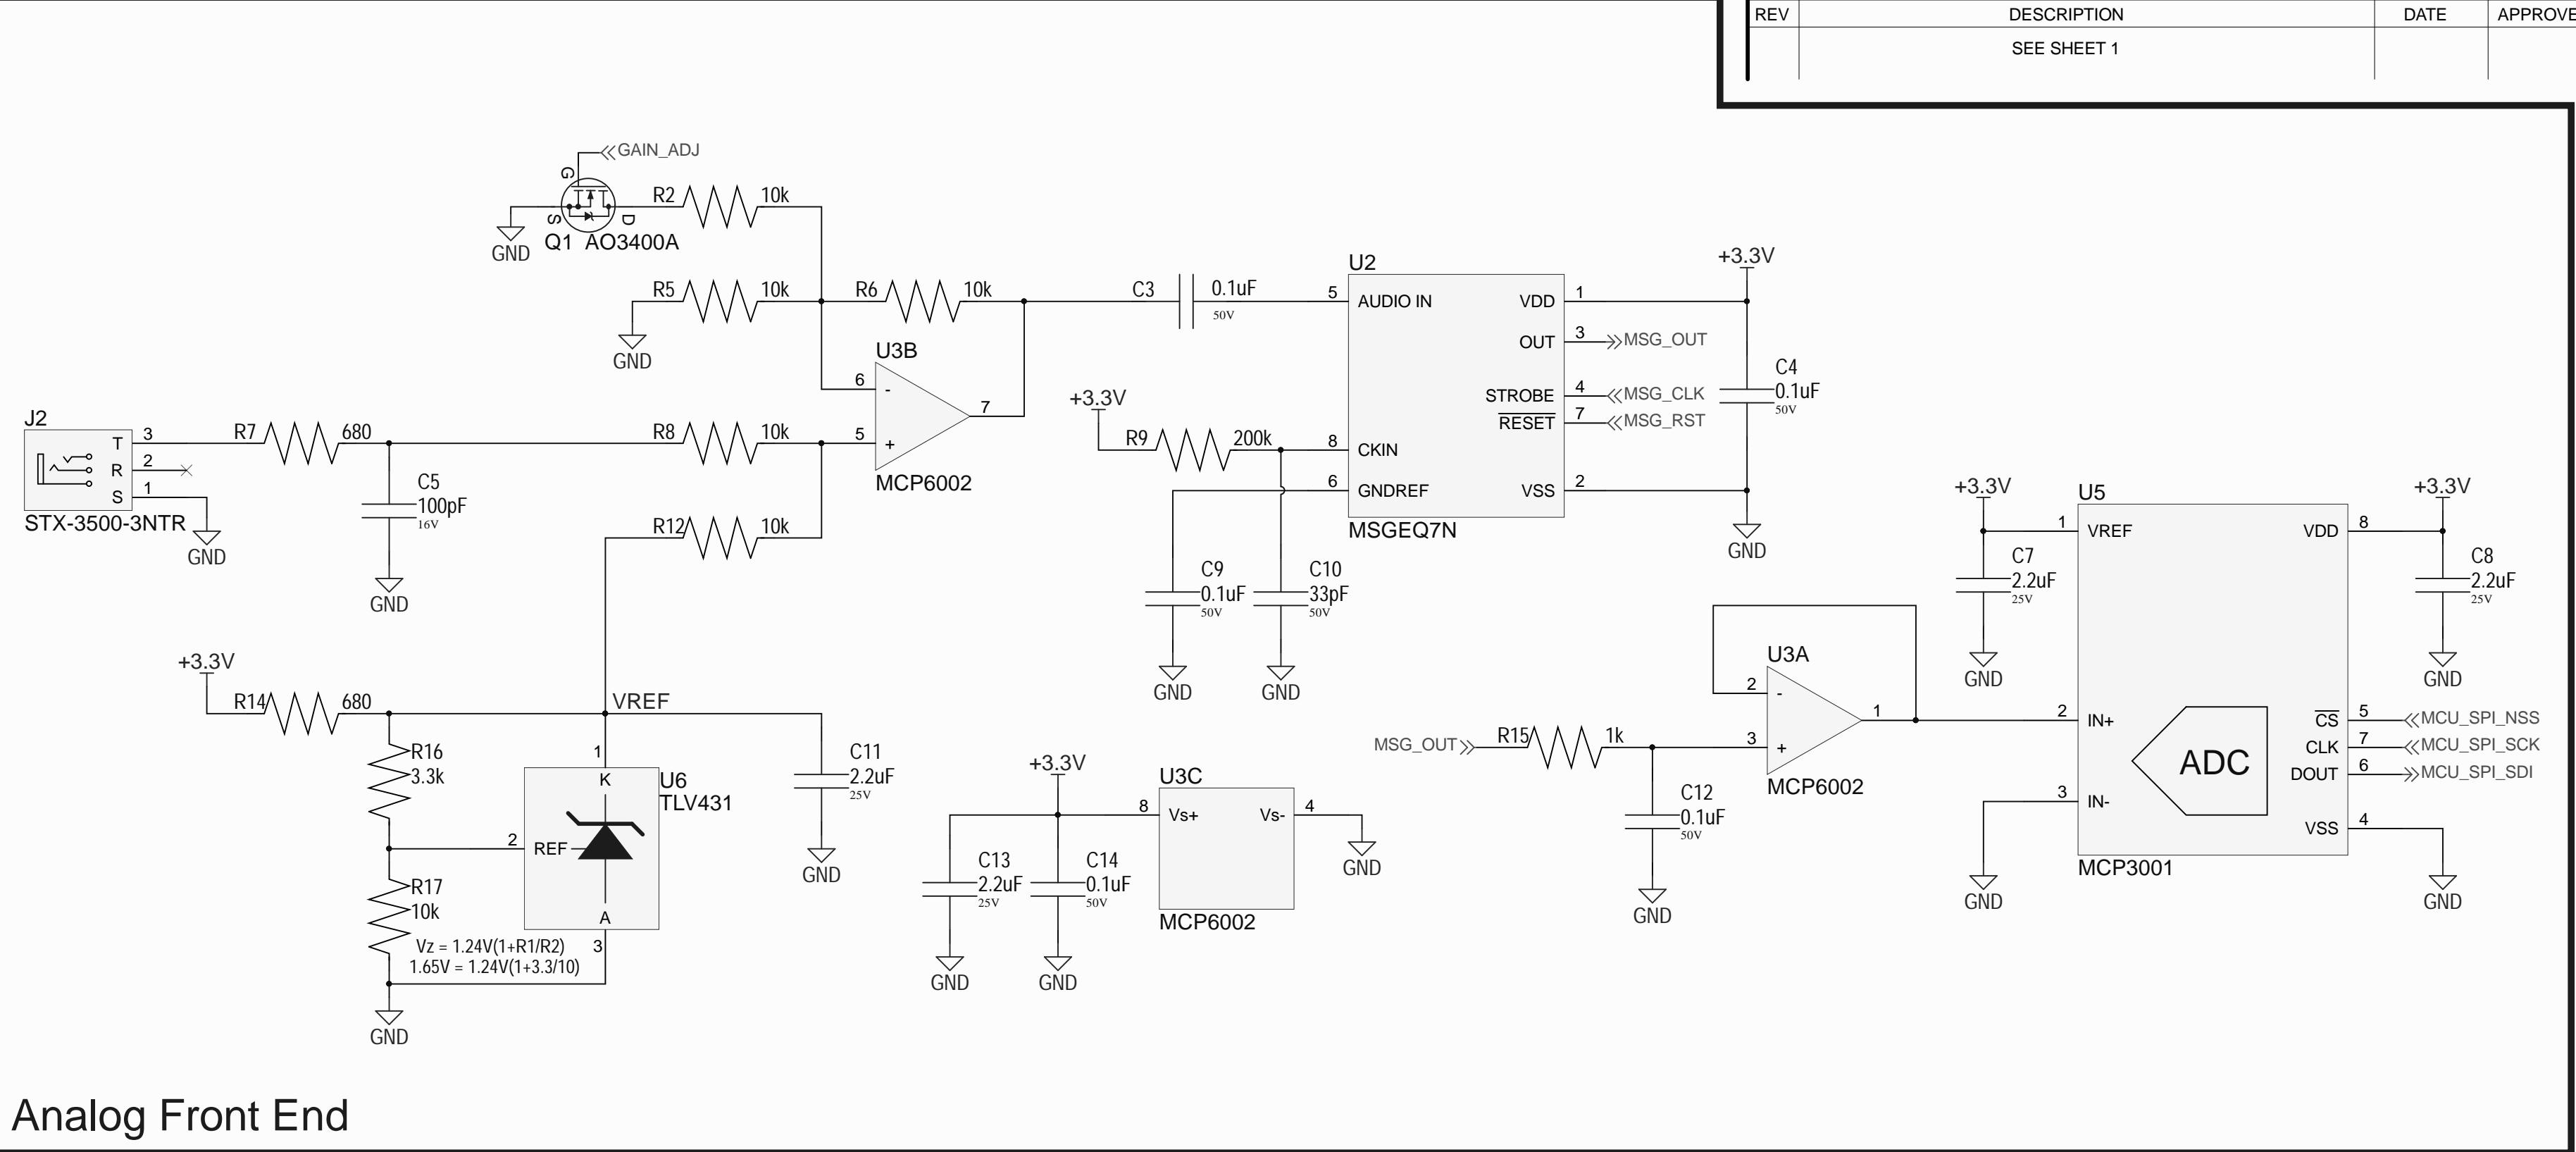 REV DESCRIPTION DATE APPROVE
SEE SHEET 1
GAIN_ADJ
G
S
D
R2 10k
GND
Q1 AO3400A
R5 10k
GND
R6 10k
U3B
6
-
7
5
+
MCP6002
J2
T 3
R 2
S 1
STX-3500-3NTR
GND
R7 680
C5
100pF
16V
GND
R8 10k
R12 10k
C3 0.1uF
50V
U2
5 AUDIO IN
VDD 1
OUT 3 MSG_OUT
STROBE 4 MSG_CLK
RESET 7 MSG_RST
8 CKIN
6 GNDREF
VSS 2
MSGEQ7N
+3.3V
C4
0.1uF
50V
GND
+3.3V
R9 200k
C9
0.1uF
50V
GND
C10
33pF
50V
GND
+3.3V
R14 680
VREF
R16
3.3k
R17
10k
GND
1
K
U6
TLV431
2 REF
A
3
Vz = 1.24V(1+R1/R2)
1.65V = 1.24V(1+3.3/10)
C11
2.2uF
25V
GND
+3.3V
U3C
8 Vs+
Vs- 4
MCP6002
GND
C13
2.2uF
25V
GND
C14
0.1uF
50V
GND
MSG_OUT
R15 1k
C12
0.1uF
50V
GND
U3A
2
-
1
3
+
MCP6002
+3.3V
C7
2.2uF
25V
GND
U5
1 VREF
VDD 8
2 IN+
3 IN-
ADC
CS 5 MCU_SPI_NSS
CLK 7 MCU_SPI_SCK
DOUT 6 MCU_SPI_SDI
VSS 4
MCP3001
GND
GND
+3.3V
C8
2.2uF
25V
GND
Analog Front End